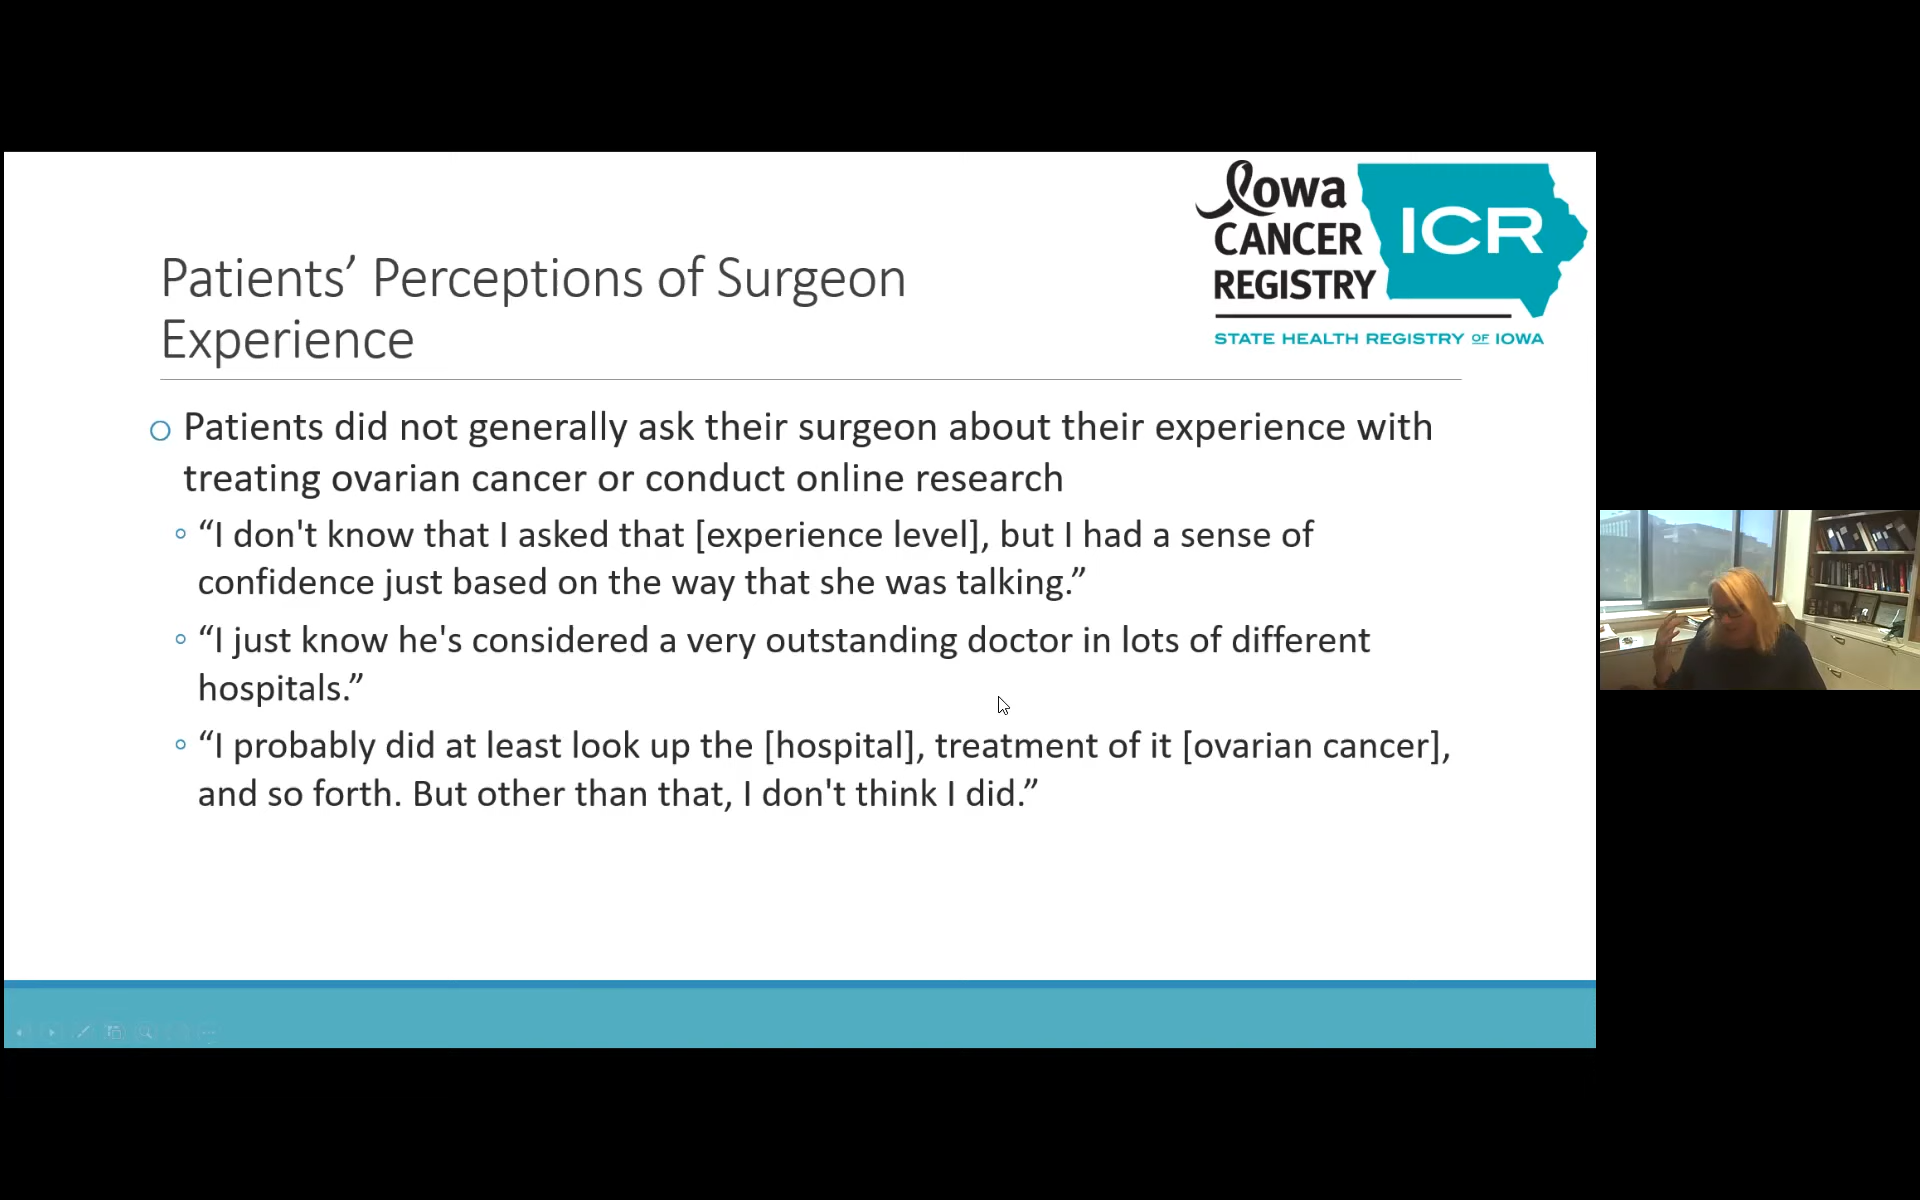 Iowa
CANCER
REGISTRY
ICR
STATE HEALTH REGISTRY OF IOWA
Patients’ Perceptions of Surgeon
Experience
Patients did not generally ask their surgeon about their experience with
treating ovarian cancer or conduct online research
“I don't know that I asked that [experience level], but I had a sense of
confidence just based on the way that she was talking.”
“I just know he's considered a very outstanding doctor in lots of different
hospitals.”
“I probably did at least look up the [hospital], treatment of it [ovarian cancer],
and so forth. But other than that, I don't think I did.”